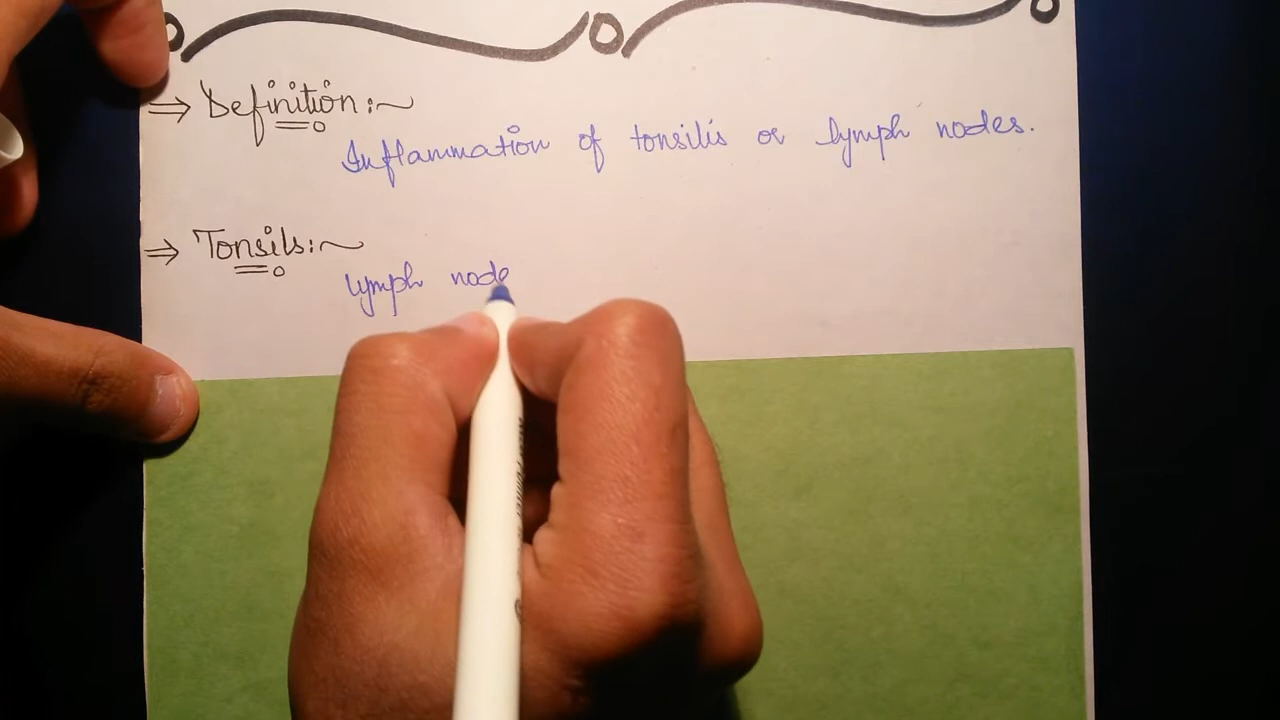 ⇒ Definition:~
Inflammation of tonsilis or lymph nodes.
⇒ Tonsils:~
lymph node